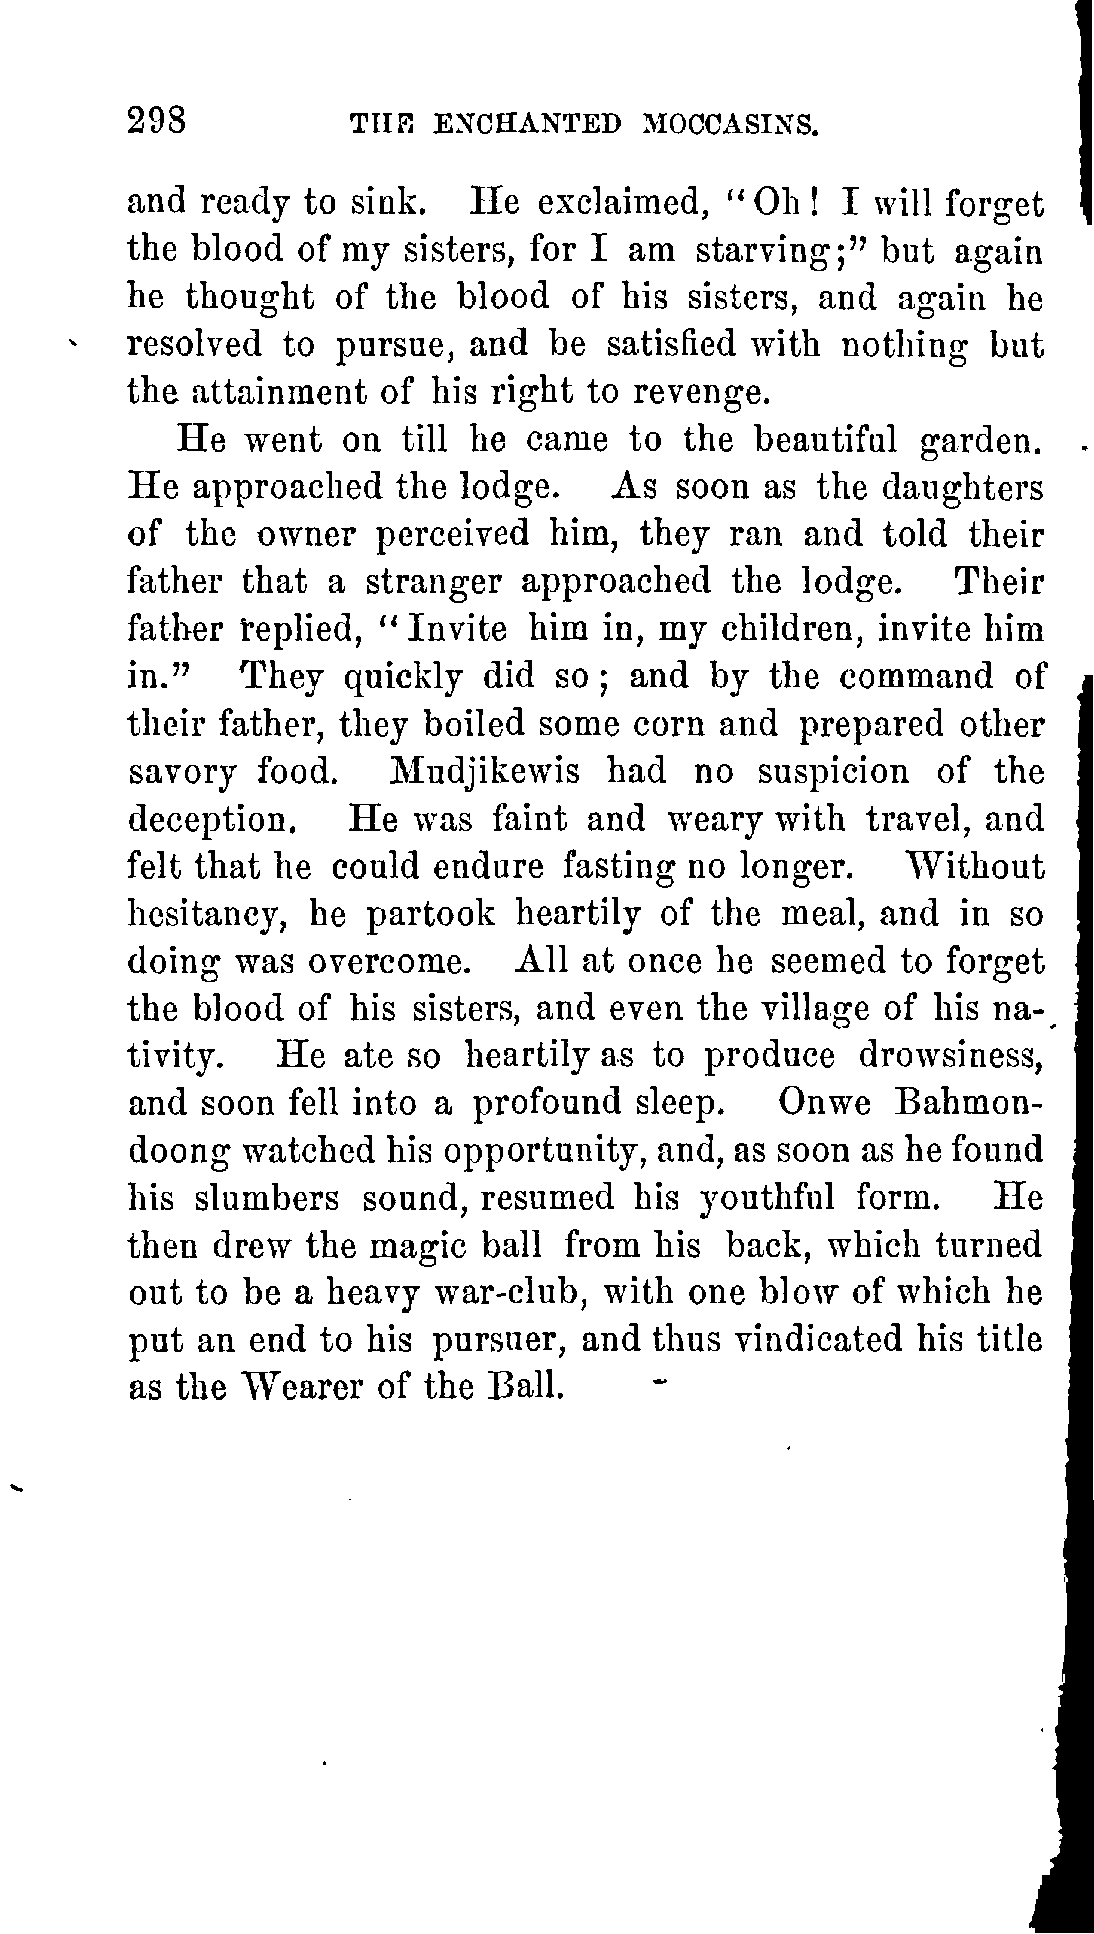 298 THE ENCHANTED MOCCASINS.
and ready to sink. He exclaimed, "Oh! I will forget
the blood of my sisters, for I am starving;" but again
he thought of the blood of his sisters, and again he
resolved to pursue, and be satisfied with nothing but
the attainment of his right to revenge.
He went on till he came to the beautiful garden.
He approached the lodge. As soon as the daughters
of the owner perceived him, they ran and told their
father that a stranger approached the lodge. Their
father replied, "Invite him in, my children, invite him
in." They quickly did so; and by the command of
their father, they boiled some corn and prepared other
savory food. Mudjikewis had no suspicion of the
deception. He was faint and weary with travel, and
felt that he could endure fasting no longer. Without
hesitancy, he partook heartily of the meal, and in so
doing was overcome. All at once he seemed to forget
the blood of his sisters, and even the village of his na-
tivity. He ate so heartily as to produce drowsiness,
and soon fell into a profound sleep. Onwe Bahmon-
doong watched his opportunity, and, as soon as he found
his slumbers sound, resumed his youthful form. He
then drew the magic ball from his back, which turned
out to be a heavy war-club, with one blow of which he
put an end to his pursuer, and thus vindicated his title
as the Wearer of the Ball.